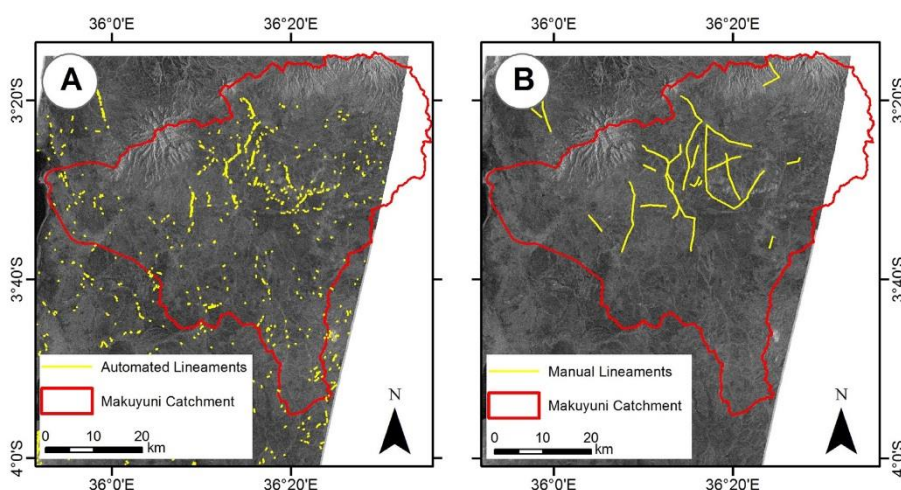 36°0'E 36°20'E 36°0'E 36°20'E
A B
3°20'S 3°20'S
3°40'S 3°40'S
4°0'S 4°0'S
Automated Lineaments
Makuyuni Catchment
0 10 20
km
N
Manual Lineaments
Makuyuni Catchment
0 10 20
km
N
36°0'E 36°20'E 36°0'E 36°20'E